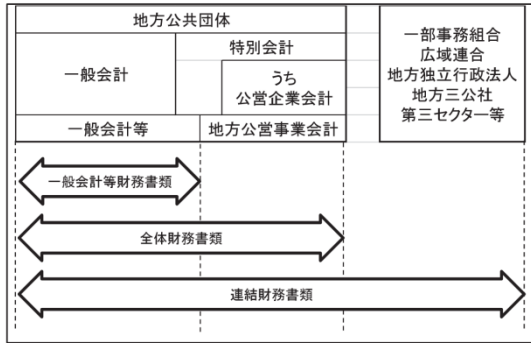 地方公共団体
一般会計
特別会計
うち
公営企業会計
一般会計等
地方公営事業会計
一部事務組合
広域連合
地方独立行政法人
地方三公社
第三セクター等
一般会計等財務書類
全体財務書類
連結財務書類